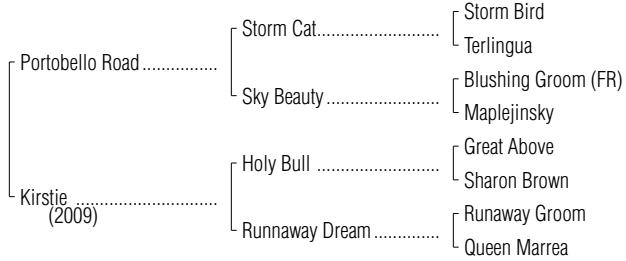 Storm Bird
Storm Cat..............................
Terlingua
Portobello Road ...............
Blushing Groom (FR)
Sky Beauty ...........................
Maplejinsky
Great Above
Holy Bull .............................
Sharon Brown
Kirstie ..................................
(2009)
Runaway Groom
Runnaway Dream ...............
Queen Marrea